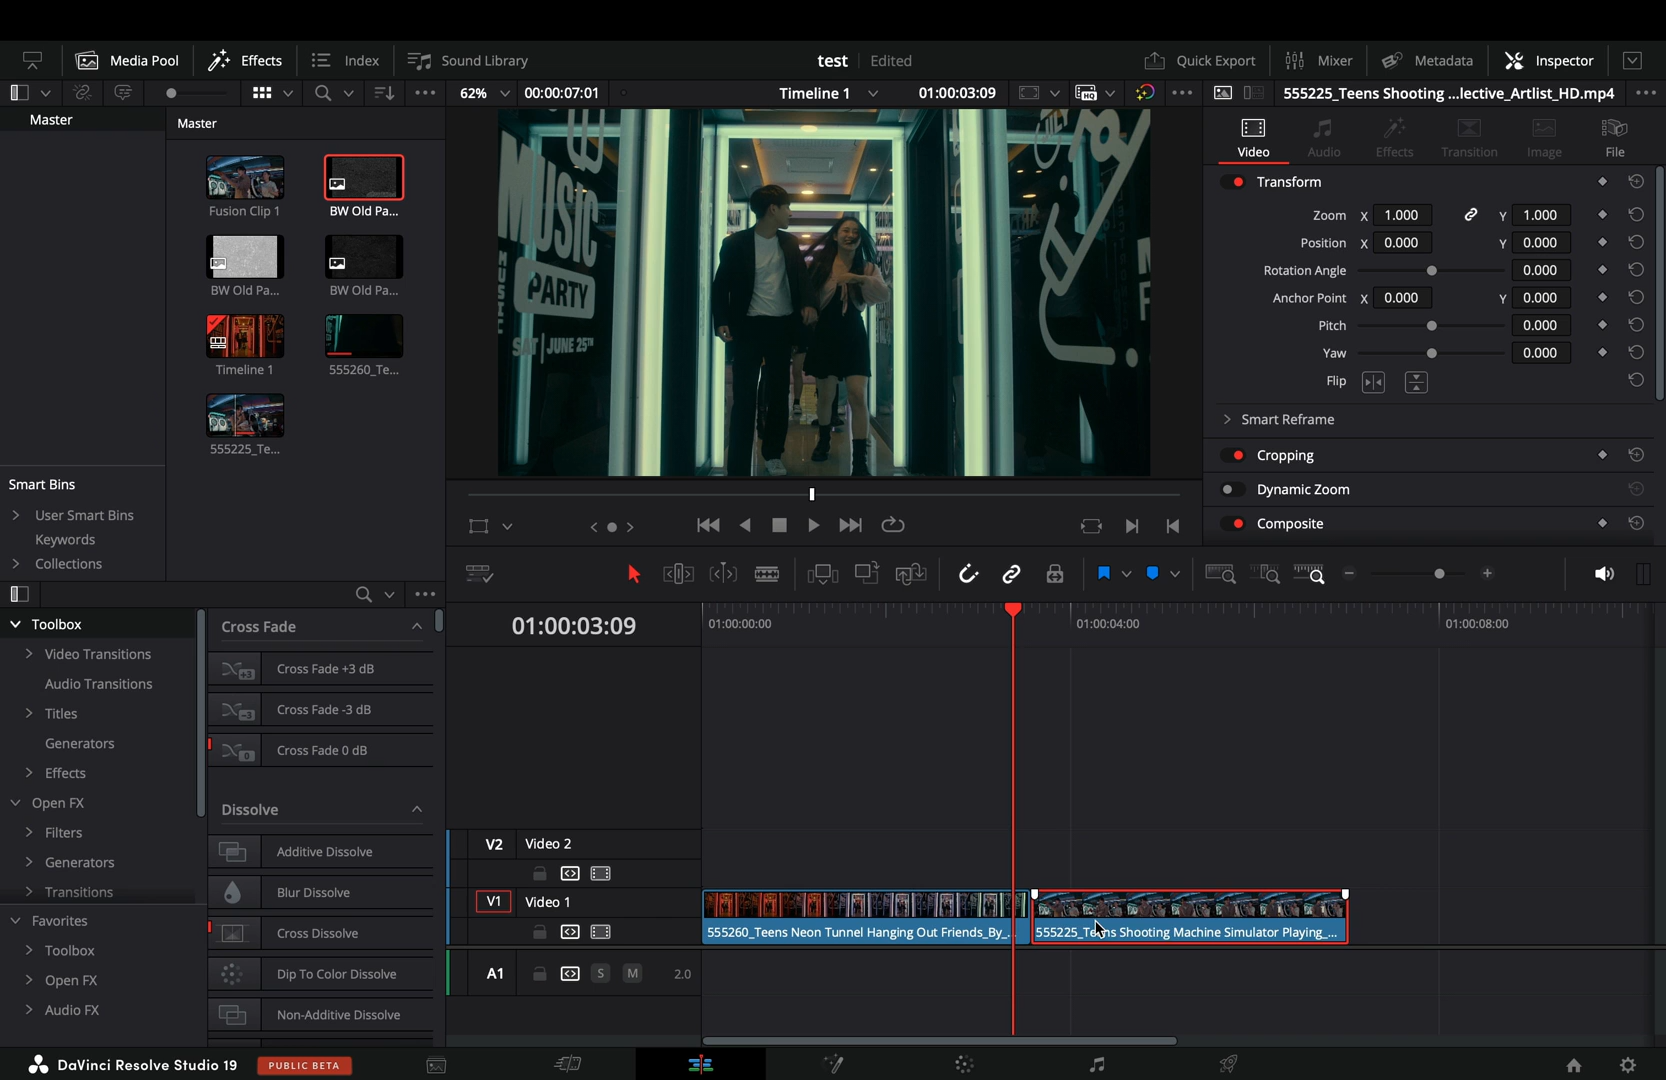 Media Pool
Effects
Index
Sound Library
test
Edited
Quick Export
Mixer
Metadata
Inspector
62%
00:00:07:01
Timeline 1
01:00:03:09
555225_Teens Shooting ...lective_Artlist_HD.mp4
Master
Master
Fusion Clip 1
BW Old Pa...
BW Old Pa...
BW Old Pa...
Timeline 1
555260_Te...
555225_Te...
Smart Bins
User Smart Bins
Keywords
Collections
MUSIC
PARTY
SAT | JUNE 25TH
Video
Audio
Effects
Transition
Image
File
Transform
Zoom X 1.000 Y 1.000
Position X 0.000 Y 0.000
Rotation Angle 0.000
Anchor Point X 0.000 Y 0.000
Pitch 0.000
Yaw 0.000
Flip
Smart Reframe
Cropping
Dynamic Zoom
Composite
Toolbox
Video Transitions
Audio Transitions
Titles
Generators
Effects
Open FX
Filters
Generators
Transitions
Favorites
Toolbox
Open FX
Audio FX
Cross Fade
+3
Cross Fade +3 dB
-3
Cross Fade -3 dB
0
Cross Fade 0 dB
Dissolve
Additive Dissolve
Blur Dissolve
Cross Dissolve
Dip To Color Dissolve
Non-Additive Dissolve
01:00:03:09
01:00:00:00
01:00:04:00
01:00:08:00
V2 Video 2
V1 Video 1
555260_Teens Neon Tunnel Hanging Out Friends_By_...
555225_Teens Shooting Machine Simulator Playing_...
A1
S
M
2.0
DaVinci Resolve Studio 19
PUBLIC BETA